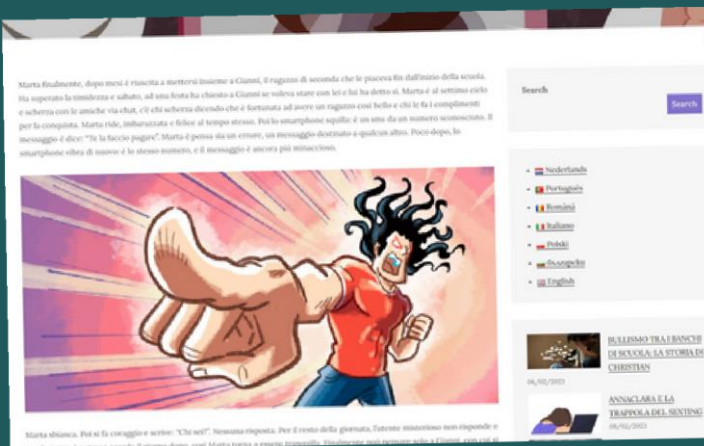 Marta finalmente, dopo mesi è riuscita a mettersi insieme a Gianni, il ragazzo di seconda che le piaceva fin dall'inizio della scuola.
Ha superato la timidezza e sabato, ad una festa ha chiesto a Gianni se voleva stare con lei e lui ha detto sì. Marta è al settimo cielo
e scherza con le amiche via chat, c'è chi scherza dicendo che è fortunata ad avere un ragazzo così bello e chi le fa i complimenti
per la conquista. Marta ride, imbarazzata e felice al tempo stesso. Poi lo smartphone squilla: è un sms da un numero sconosciuto. Il
messaggio è dice: "Te la faccio pagare". Marta è pensa sia un errore, un messaggio destinato a qualcun altro. Poco dopo, lo
smartphone vibra di nuovo: è lo stesso numero, e il messaggio è ancora più minaccioso.
Search
Search
Nederlands
Português
Română
Italiano
Polski
Български
English
BULLISMO TRA I BANCHI
DI SCUOLA: LA STORIA DI
CHRISTIAN
06/02/2023
ANNACLARA E LA
TRAPPOLA DEL SEXTING
06/02/2023
Marta sbianca. Poi si fa coraggio e scrive: "Chi sei?". Nessuna risposta. Per il resto della giornata, l'utente misterioso non risponde e